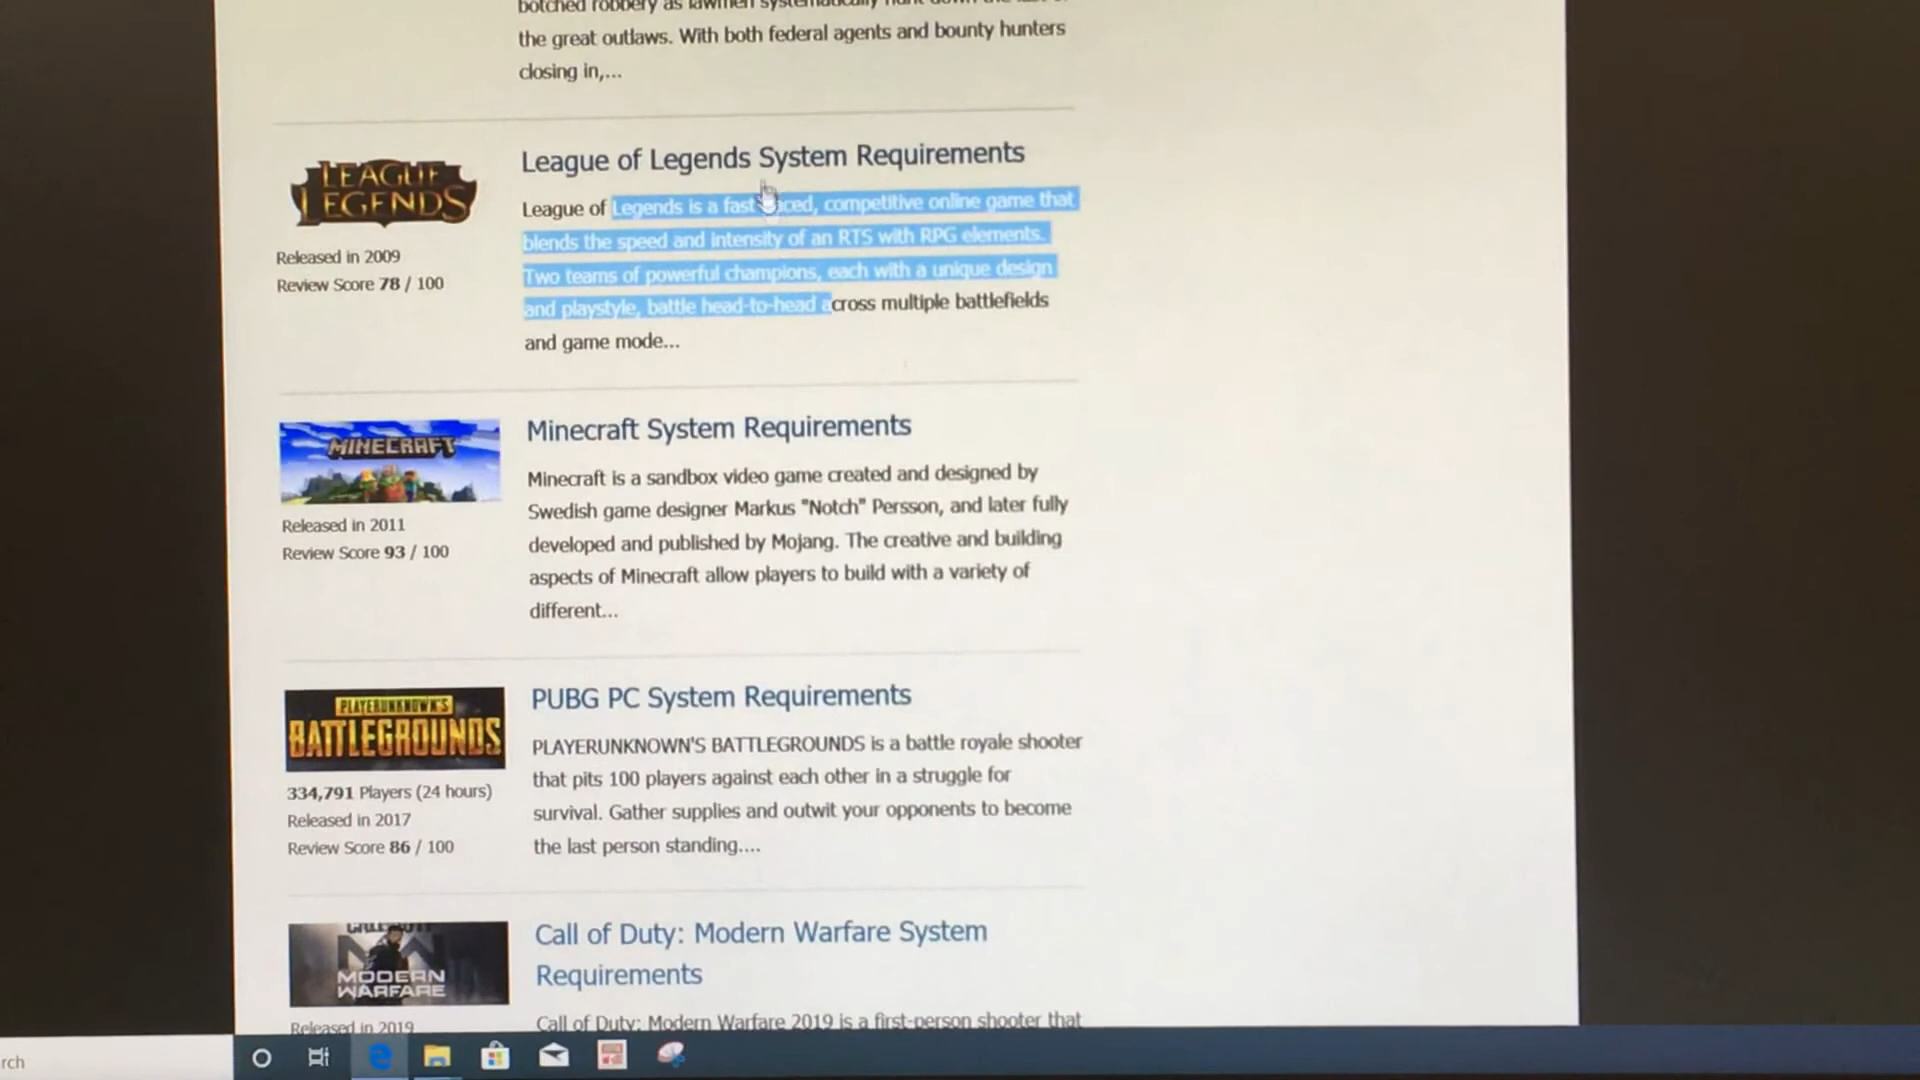 botched robbery as lawmen systematically hunt down the last of
the great outlaws. With both federal agents and bounty hunters
closing in,...
LEAGUE
LEGENDS
League of Legends System Requirements
League of Legends is a fast-paced, competitive online game that
blends the speed and intensity of an RTS with RPG elements.
Two teams of powerful champions, each with a unique design
and playstyle, battle head-to-head across multiple battlefields
and game mode...
Released in 2009
Review Score 78 / 100
MINECRAFT
Minecraft System Requirements
Minecraft is a sandbox video game created and designed by
Swedish game designer Markus "Notch" Persson, and later fully
developed and published by Mojang. The creative and building
aspects of Minecraft allow players to build with a variety of
different...
Released in 2011
Review Score 93 / 100
PLAYERUNKNOWN'S
BATTLEGROUNDS
PUBG PC System Requirements
PLAYERUNKNOWN'S BATTLEGROUNDS is a battle royale shooter
that pits 100 players against each other in a struggle for
survival. Gather supplies and outwit your opponents to become
the last person standing....
334,791 Players (24 hours)
Released in 2017
Review Score 86 / 100
MODERN
WARFARE
Call of Duty: Modern Warfare System
Requirements
Call of Duty: Modern Warfare 2019 is a first-person shooter that
Released in 2019
rch